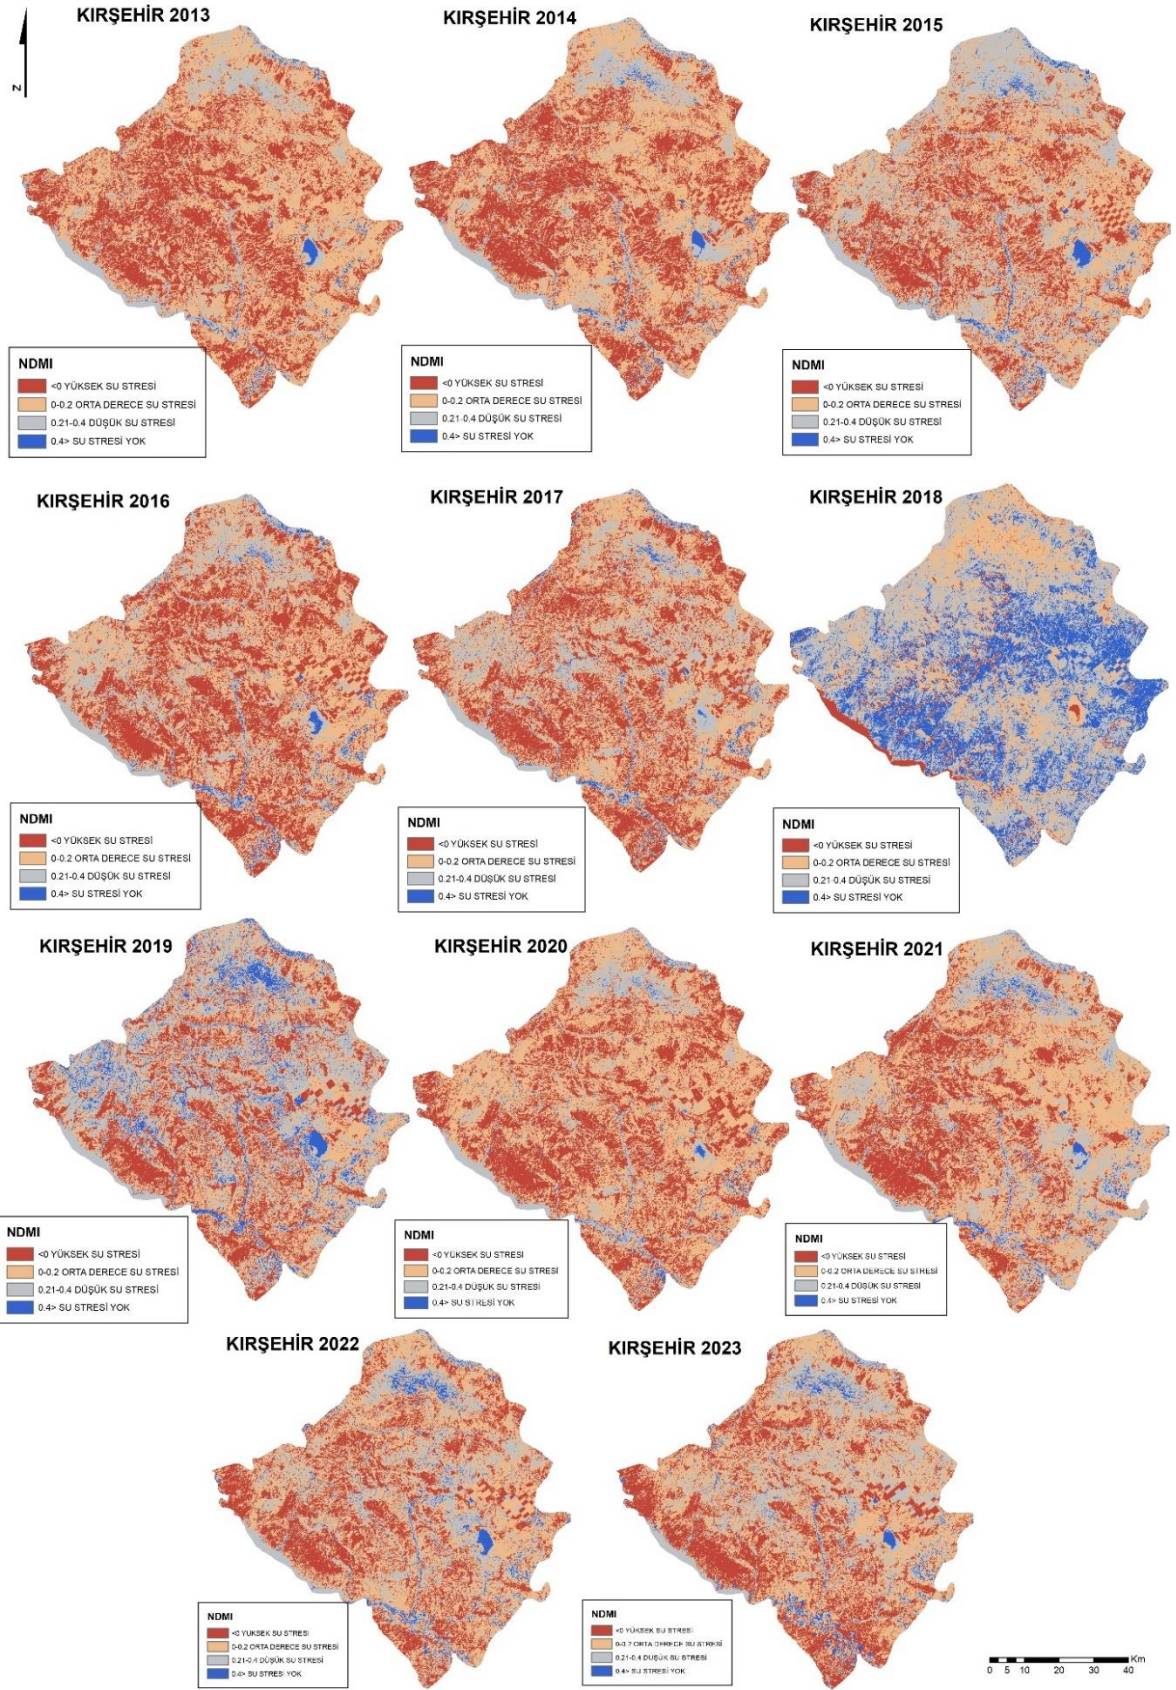 KIRŞEHİR 2013
KIRŞEHİR 2014
KIRŞEHİR 2015
N
NDMI
<0 YÜKSEK SU STRESİ
0-0.2 ORTA DERECE SU STRESİ
0.21-0.4 DÜŞÜK SU STRESİ
0.4> SU STRESİ YOK
NDMI
<0 YÜKSEK SU STRESİ
0-0.2 ORTA DERECE SU STRESİ
0.21-0.4 DÜŞÜK SU STRESİ
0.4> SU STRESİ YOK
NDMI
<0 YÜKSEK SU STRESİ
0-0.2 ORTA DERECE SU STRESİ
0.21-0.4 DÜŞÜK SU STRESİ
0.4> SU STRESİ YOK
KIRŞEHİR 2016
KIRŞEHİR 2017
KIRŞEHİR 2018
NDMI
<0 YÜKSEK SU STRESİ
0-0.2 ORTA DERECE SU STRESİ
0.21-0.4 DÜŞÜK SU STRESİ
0.4> SU STRESİ YOK
NDMI
<0 YÜKSEK SU STRESİ
0-0.2 ORTA DERECE SU STRESİ
0.21-0.4 DÜŞÜK SU STRESİ
0.4> SU STRESİ YOK
NDMI
<0 YÜKSEK SU STRESİ
0-0.2 ORTA DERECE SU STRESİ
0.21-0.4 DÜŞÜK SU STRESİ
0.4> SU STRESİ YOK
KIRŞEHİR 2019
KIRŞEHİR 2020
KIRŞEHİR 2021
NDMI
<0 YÜKSEK SU STRESİ
0-0.2 ORTA DERECE SU STRESİ
0.21-0.4 DÜŞÜK SU STRESİ
0.4> SU STRESİ YOK
NDMI
<0 YÜKSEK SU STRESİ
0-0.2 ORTA DERECE SU STRESİ
0.21-0.4 DÜŞÜK SU STRESİ
0.4> SU STRESİ YOK
NDMI
<0 YÜKSEK SU STRESİ
0-0.2 ORTA DERECE SU STRESİ
0.21-0.4 DÜŞÜK SU STRESİ
0.4> SU STRESİ YOK
KIRŞEHİR 2022
KIRŞEHİR 2023
NDMI
<0 YÜKSEK SU STRESİ
0-0.2 ORTA DERECE SU STRESİ
0.21-0.4 DÜŞÜK SU STRESİ
0.4> SU STRESİ YOK
NDMI
<0 YÜKSEK SU STRESİ
0-0.2 ORTA DERECE SU STRESİ
0.21-0.4 DÜŞÜK SU STRESİ
0.4> SU STRESİ YOK
Km
0 5 10 20 30 40